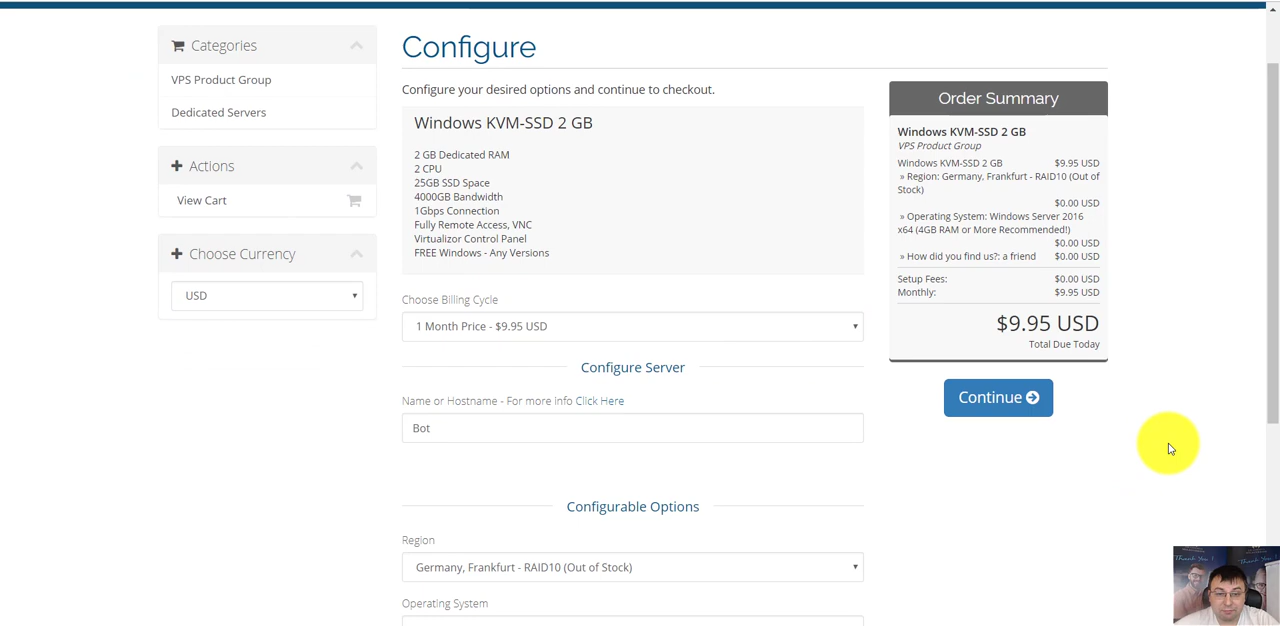 Categories
VPS Product Group
Dedicated Servers
Actions
View Cart
Choose Currency
USD
Configure
Configure your desired options and continue to checkout.
Windows KVM-SSD 2 GB
2 GB Dedicated RAM
2 CPU
25GB SSD Space
4000GB Bandwidth
1Gbps Connection
Fully Remote Access, VNC
Virtualizor Control Panel
FREE Windows - Any Versions
Choose Billing Cycle
1 Month Price - $9.95 USD
Configure Server
Name or Hostname - For more info Click Here
Bot
Configurable Options
Region
Germany, Frankfurt - RAID10 (Out of Stock)
Operating System
Order Summary
Windows KVM-SSD 2 GB
VPS Product Group
Windows KVM-SSD 2 GB $9.95 USD
» Region: Germany, Frankfurt - RAID10 (Out of
Stock)
$0.00 USD
» Operating System: Windows Server 2016
x64 (4GB RAM or More Recommended!)
$0.00 USD
» How did you find us?: a friend $0.00 USD
Setup Fees: $0.00 USD
Monthly: $9.95 USD
$9.95 USD
Total Due Today
Continue
Thank you !